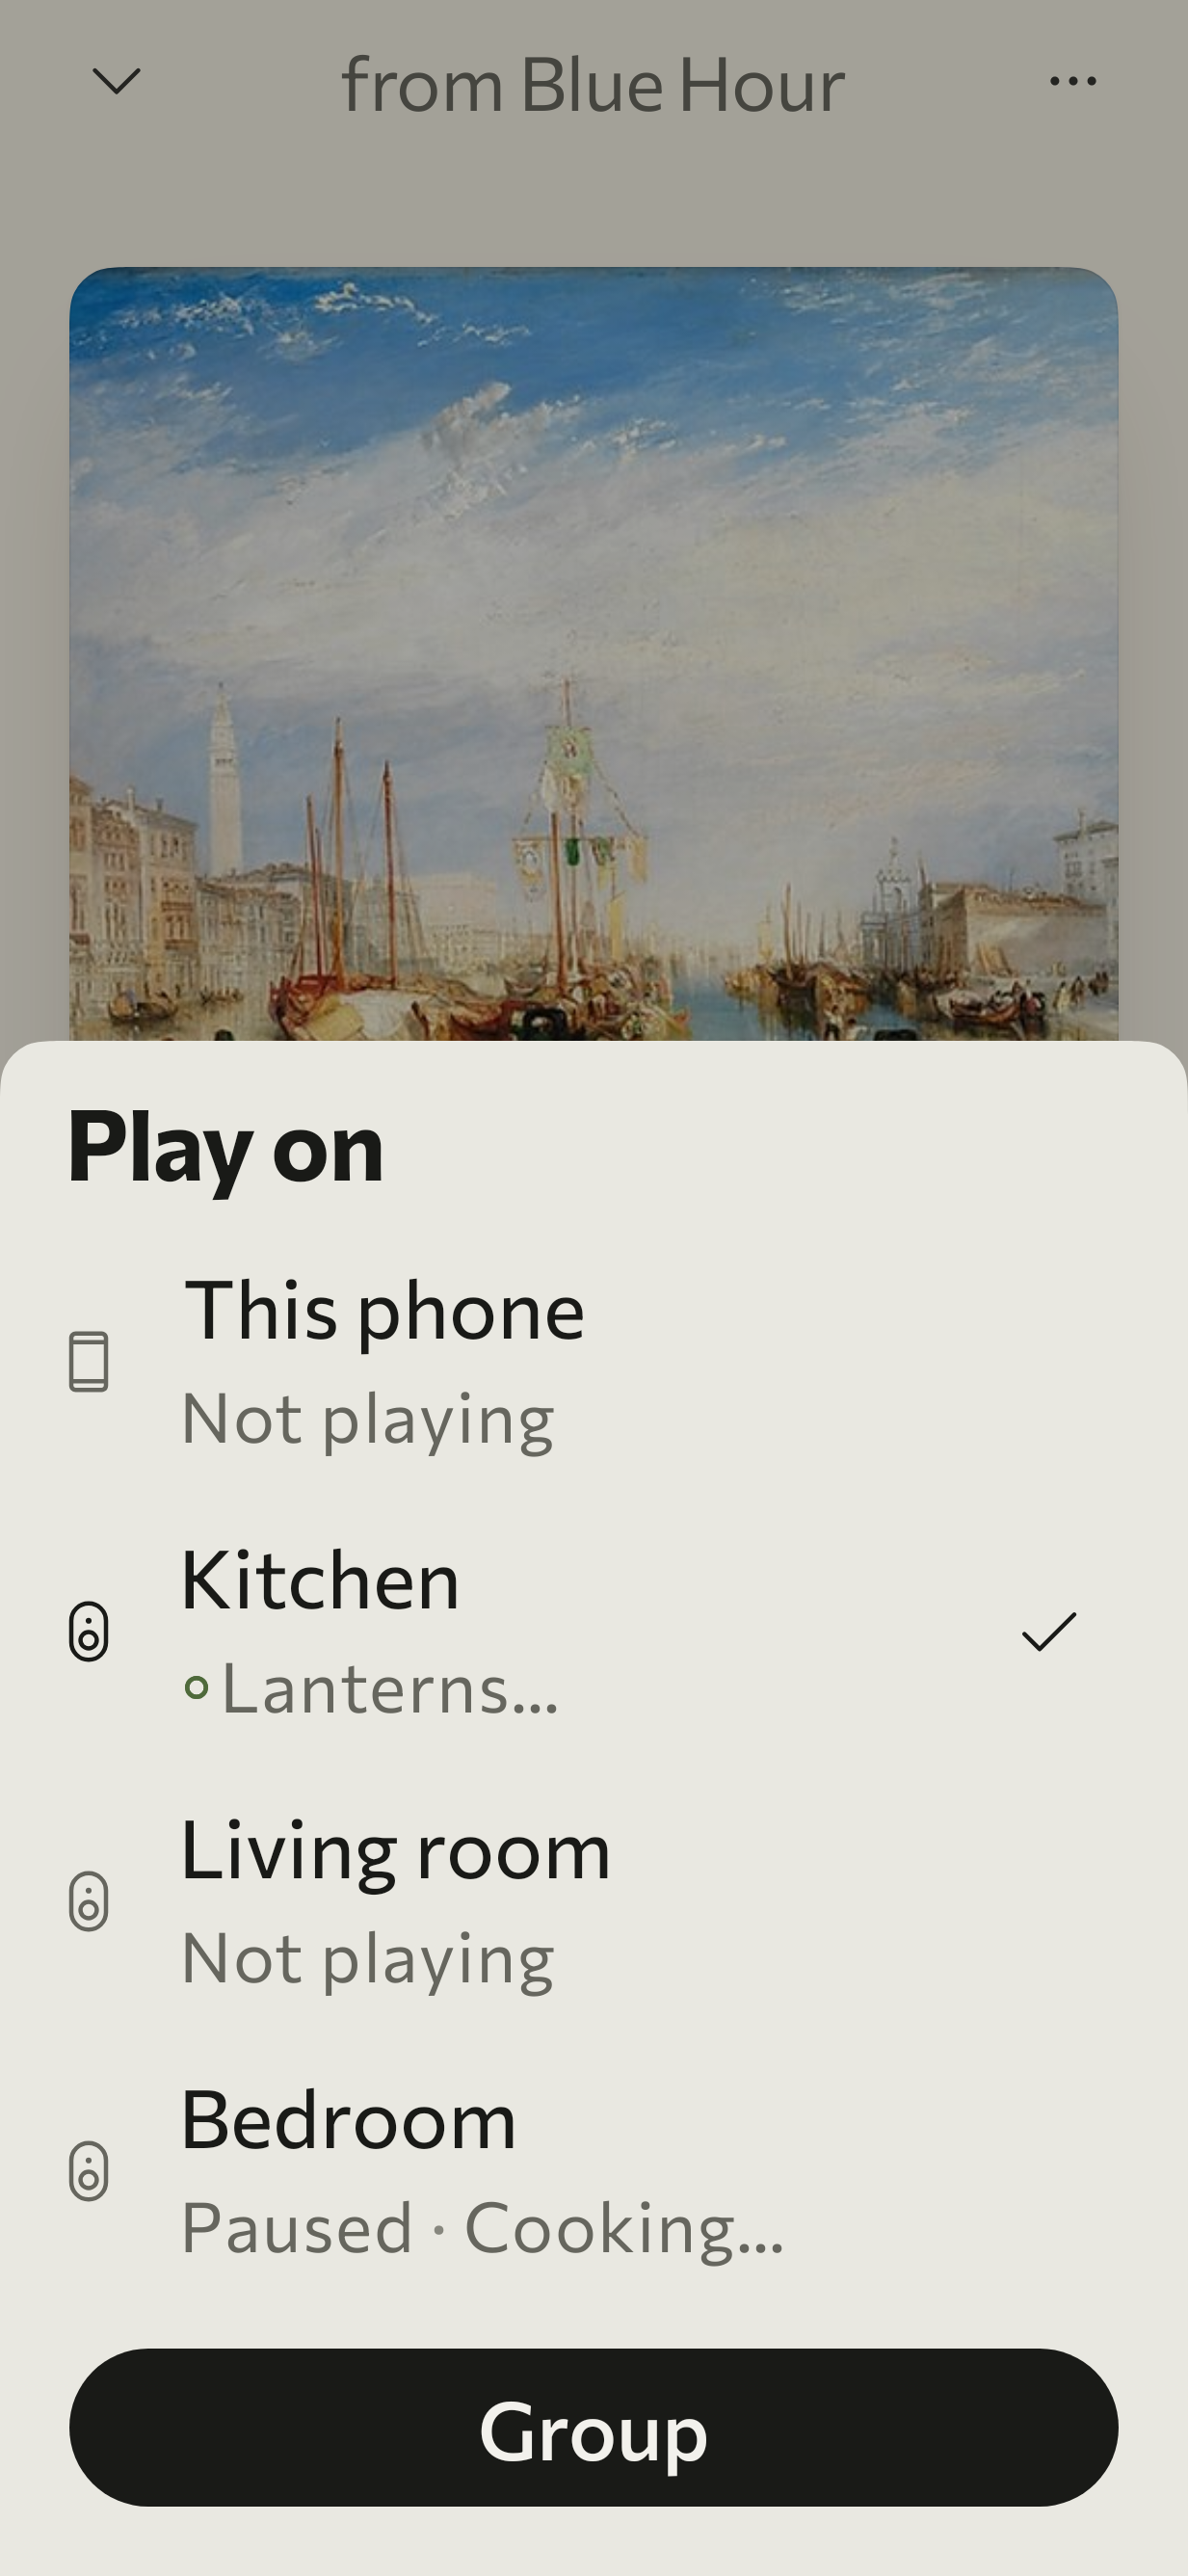 from Blue Hour
Play on
This phone
Not playing
Kitchen
Lanterns...
Living room
Not playing
Bedroom
Paused · Cooking...
Group